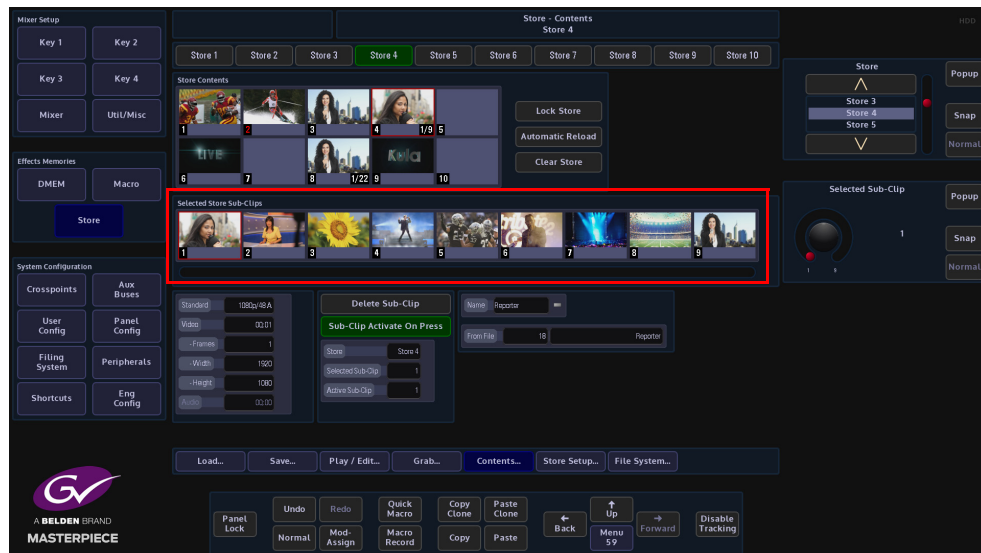 Mixer Setup
Key 1
Key 2
Key 3
Key 4
Mixer
Util/Misc
Effects Memories
DMEM
Macro
Store
System Configuration
Crosspoints
Aux
Buses
User
Config
Panel
Config
Filing
System
Peripherals
Shortcuts
Eng
Config
GV
A BELDEN BRAND
MASTERPIECE
Store - Contents
Store 4
Store 1
Store 2
Store 3
Store 4
Store 5
Store 6
Store 7
Store 8
Store 9
Store 10
Store Contents
1
2
3
4 1/9
5
LIVE
Kula
6
7
8 1/22
9
10
Lock Store
Automatic Reload
Clear Store
Selected Store Sub-Clips
1
2
3
4
5
6
7
8
9
Standard 1080p/48 A
Video 00:01
-Frames 1
-Width 1920
-Height 1080
Audio 00:00
Delete Sub-Clip
Sub-Clip Activate On Press
Store Store 4
Selected Sub-Clip 1
Active Sub-Clip 1
Name Reporter
From File 18 Reporter
Load...
Save...
Play / Edit...
Grab...
Contents...
Store Setup...
File System...
Panel
Lock
Undo
Redo
Quick
Macro
Copy
Clone
Paste
Clone
Normal
Mod-
Assign
Macro
Record
Copy
Paste
←
Back
↑
Up
Menu
59
→
Forward
Disable
Tracking
HDD
Store
Store 3
Store 4
Store 5
Popup
Snap
Normal
Selected Sub-Clip
1
1 9
Popup
Snap
Normal